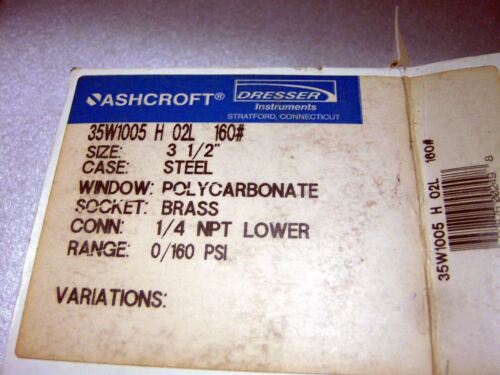 ASHCROFT®
DRESSER
Instruments
STRATFORD, CONNECTICUT
35W1005 H 02L 160#
SIZE: 3 1/2"
CASE: STEEL
WINDOW: POLYCARBONATE
SOCKET: BRASS
CONN: 1/4 NPT LOWER
RANGE: 0/160 PSI
VARIATIONS:
35W1005 H 02L 160#